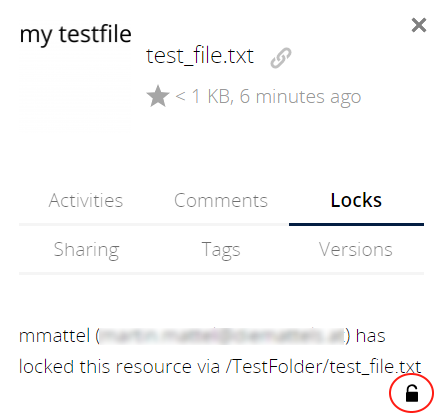 my testfile
test_file.txt
< 1 KB, 6 minutes ago
Activities Comments Locks
Sharing Tags Versions
mmattel () has
locked this resource via /TestFolder/test_file.txt